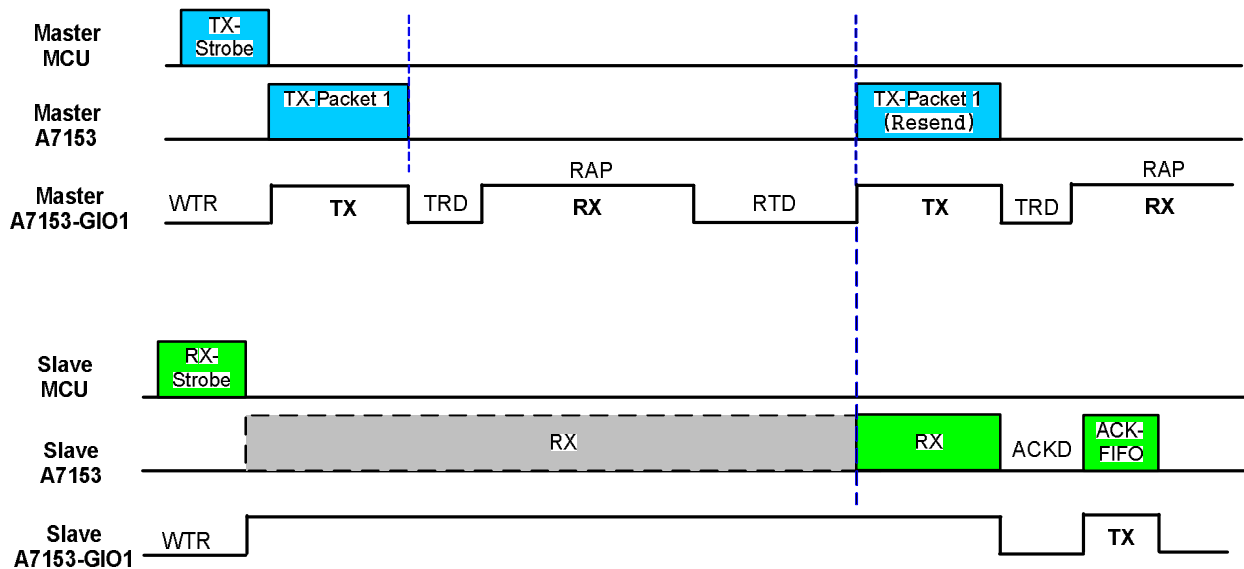 Master
MCU
TX-
Strobe
Master
A7153
TX-Packet 1
TX-Packet 1
(Resend)
Master
A7153-GIO1
WTR
TX
TRD
RAP
RX
RTD
TX
TRD
RAP
RX
Slave
MCU
RX-
Strobe
Slave
A7153
RX
RX
ACKD
ACK-
FIFO
Slave
A7153-GIO1
WTR
TX